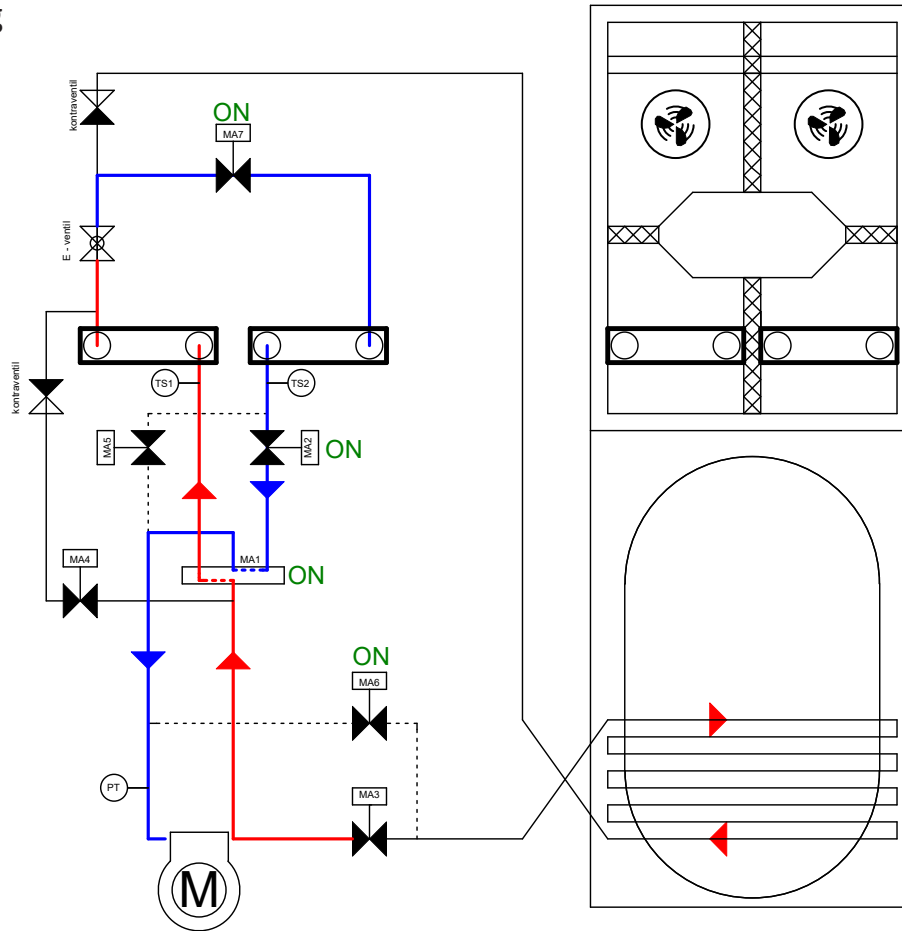 g
kontraventil
ON
MA7
E - ventil
kontraventil
TS1
TS2
MA5
MA2
ON
MA4
MA1
ON
ON
MA6
PT
MA3
M